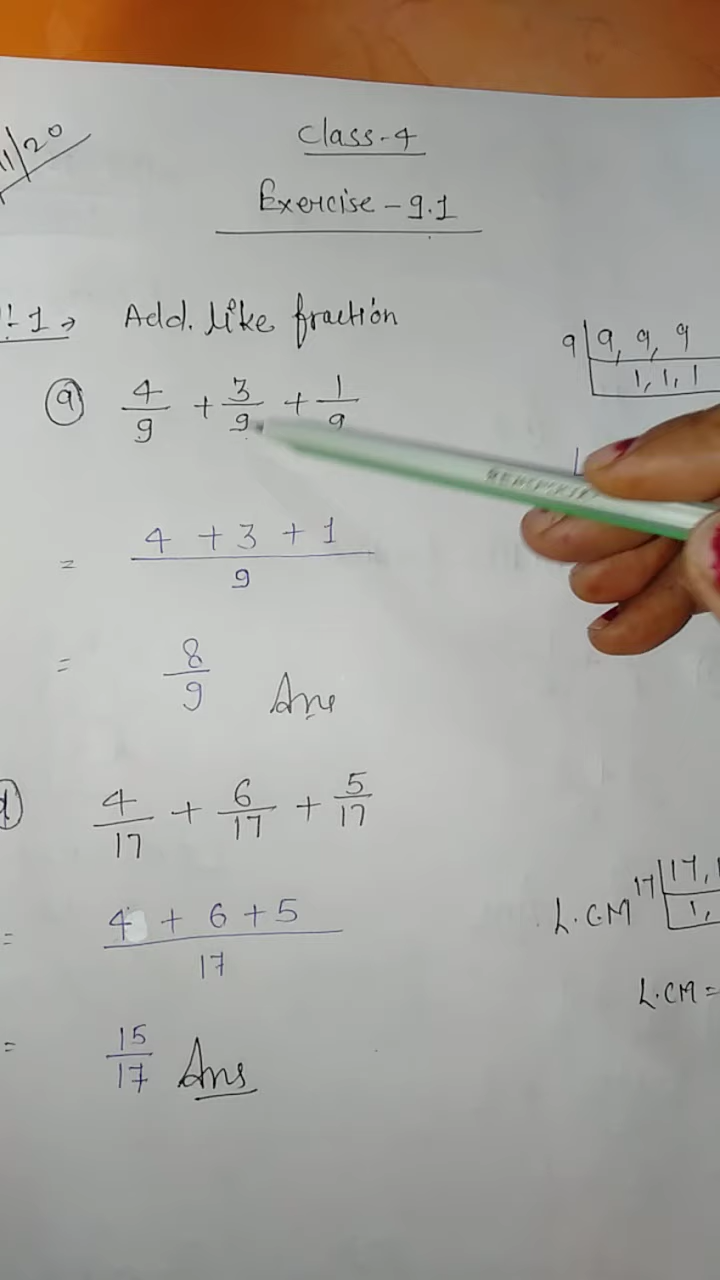 11/20
Class-4
Exercise - 9.1
1 → Add. like fraction
9 | 9, 9, 9
1, 1, 1
(a) 4/9 + 3/9 + 1/9
L
= 4 + 3 + 1 / 9
= 8/9 Ans
4/17 + 6/17 + 5/17
= 4 + 6 + 5 / 17
L.CM 17 | 17,
1,
L.CM =
= 15/17 Ans